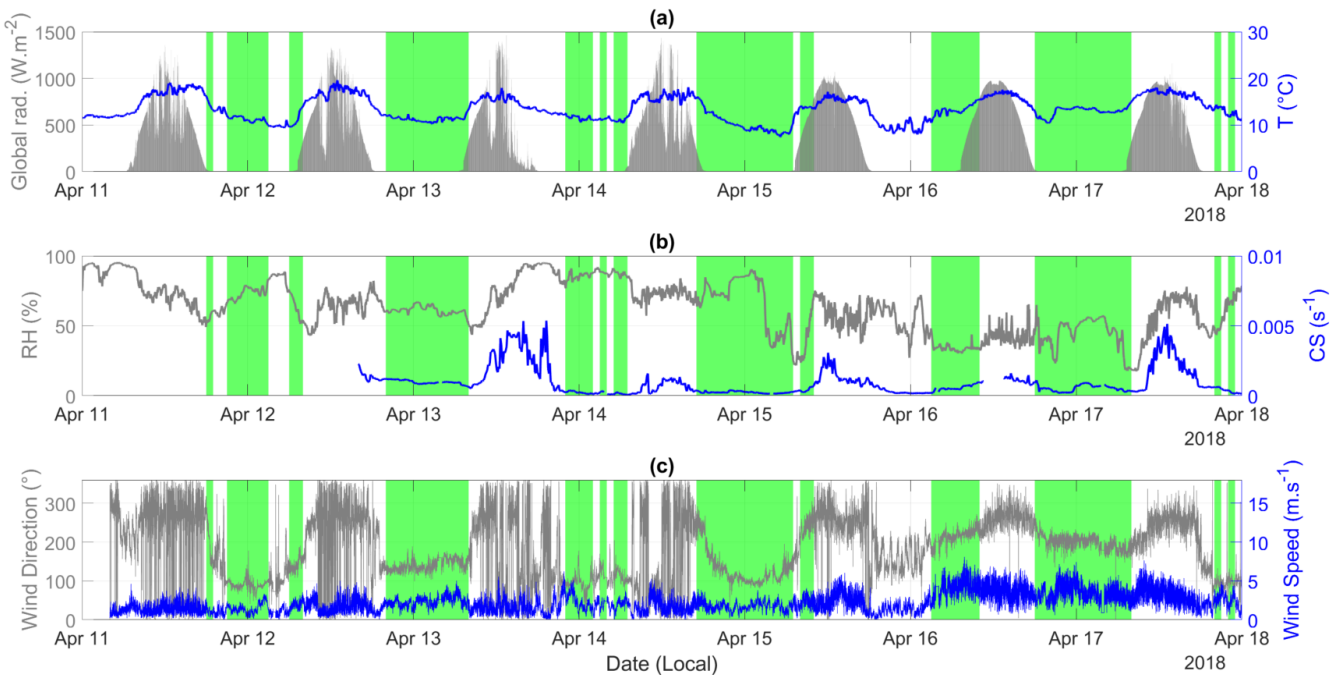 (a)
Global rad. (W.m-2)
1500
1000
500
0
30
20
10
0
T (°C)
Apr 11 Apr 12 Apr 13 Apr 14 Apr 15 Apr 16 Apr 17 Apr 18
2018
(b)
RH (%)
100
50
0
0.01
0.005
0
CS (s-1)
Apr 11 Apr 12 Apr 13 Apr 14 Apr 15 Apr 16 Apr 17 Apr 18
2018
(c)
Wind Direction (°)
300
200
100
0
15
10
5
0
Wind Speed (m.s-1)
Apr 11 Apr 12 Apr 13 Apr 14 Apr 15 Apr 16 Apr 17 Apr 18
Date (Local)
2018